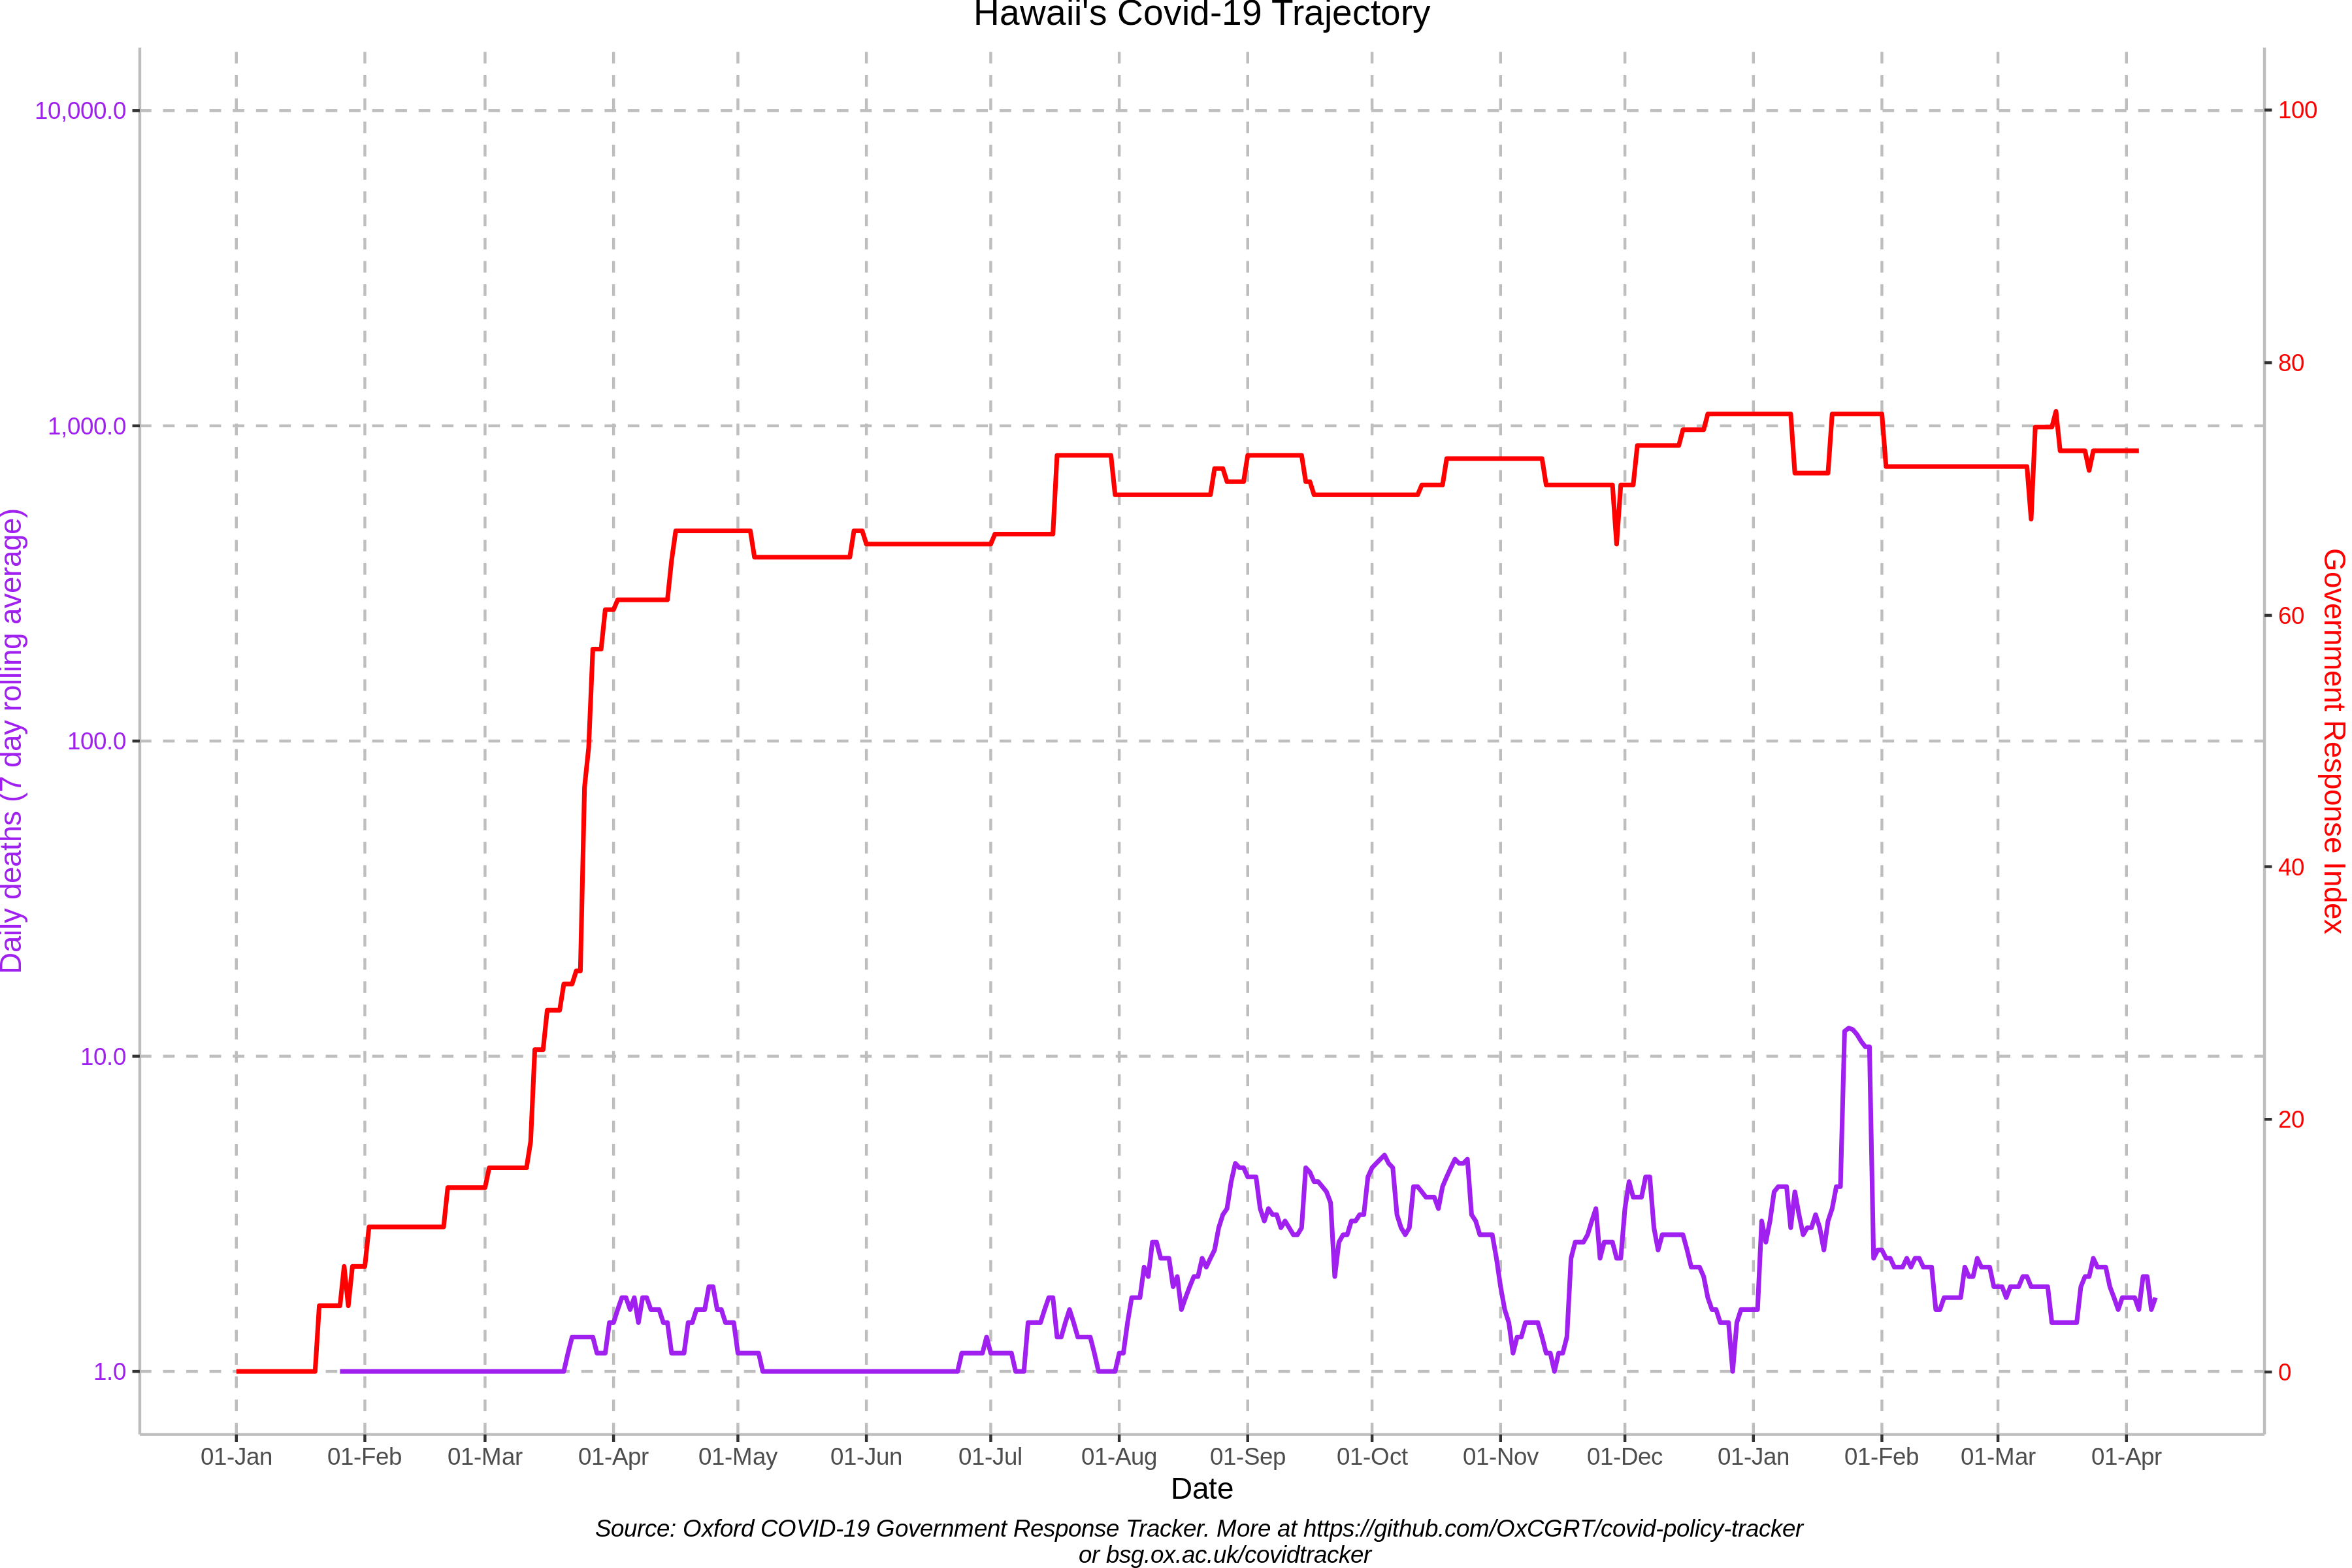 Hawaii's Covid-19 Trajectory
10,000.0
1,000.0
100.0
10.0
1.0
Daily deaths (7 day rolling average)
100
80
60
40
20
0
Government Response Index
01-Jan 01-Feb 01-Mar 01-Apr 01-May 01-Jun 01-Jul 01-Aug 01-Sep 01-Oct 01-Nov 01-Dec 01-Jan 01-Feb 01-Mar 01-Apr
Date
Source: Oxford COVID-19 Government Response Tracker. More at https://github.com/OxCGRT/covid-policy-tracker
or bsg.ox.ac.uk/covidtracker